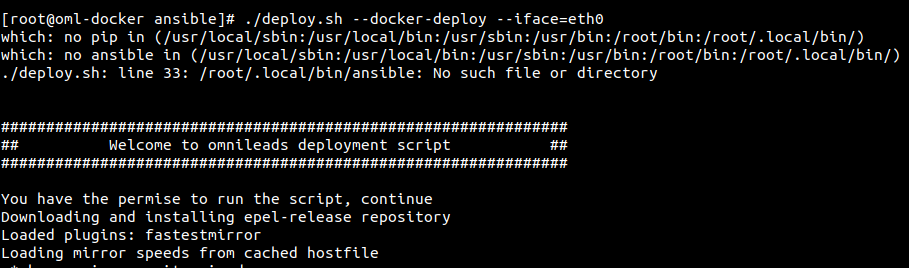 [root@oml-docker ansible]# ./deploy.sh --docker-deploy --iface=eth0
which: no pip in (/usr/local/sbin:/usr/local/bin:/usr/sbin:/usr/bin:/root/bin:/root/.local/bin/)
which: no ansible in (/usr/local/sbin:/usr/local/bin:/usr/sbin:/usr/bin:/root/bin:/root/.local/bin/)
./deploy.sh: line 33: /root/.local/bin/ansible: No such file or directory
###############################################################
## Welcome to omnileads deployment script ##
###############################################################
You have the permise to run the script, continue
Downloading and installing epel-release repository
Loaded plugins: fastestmirror
Loading mirror speeds from cached hostfile